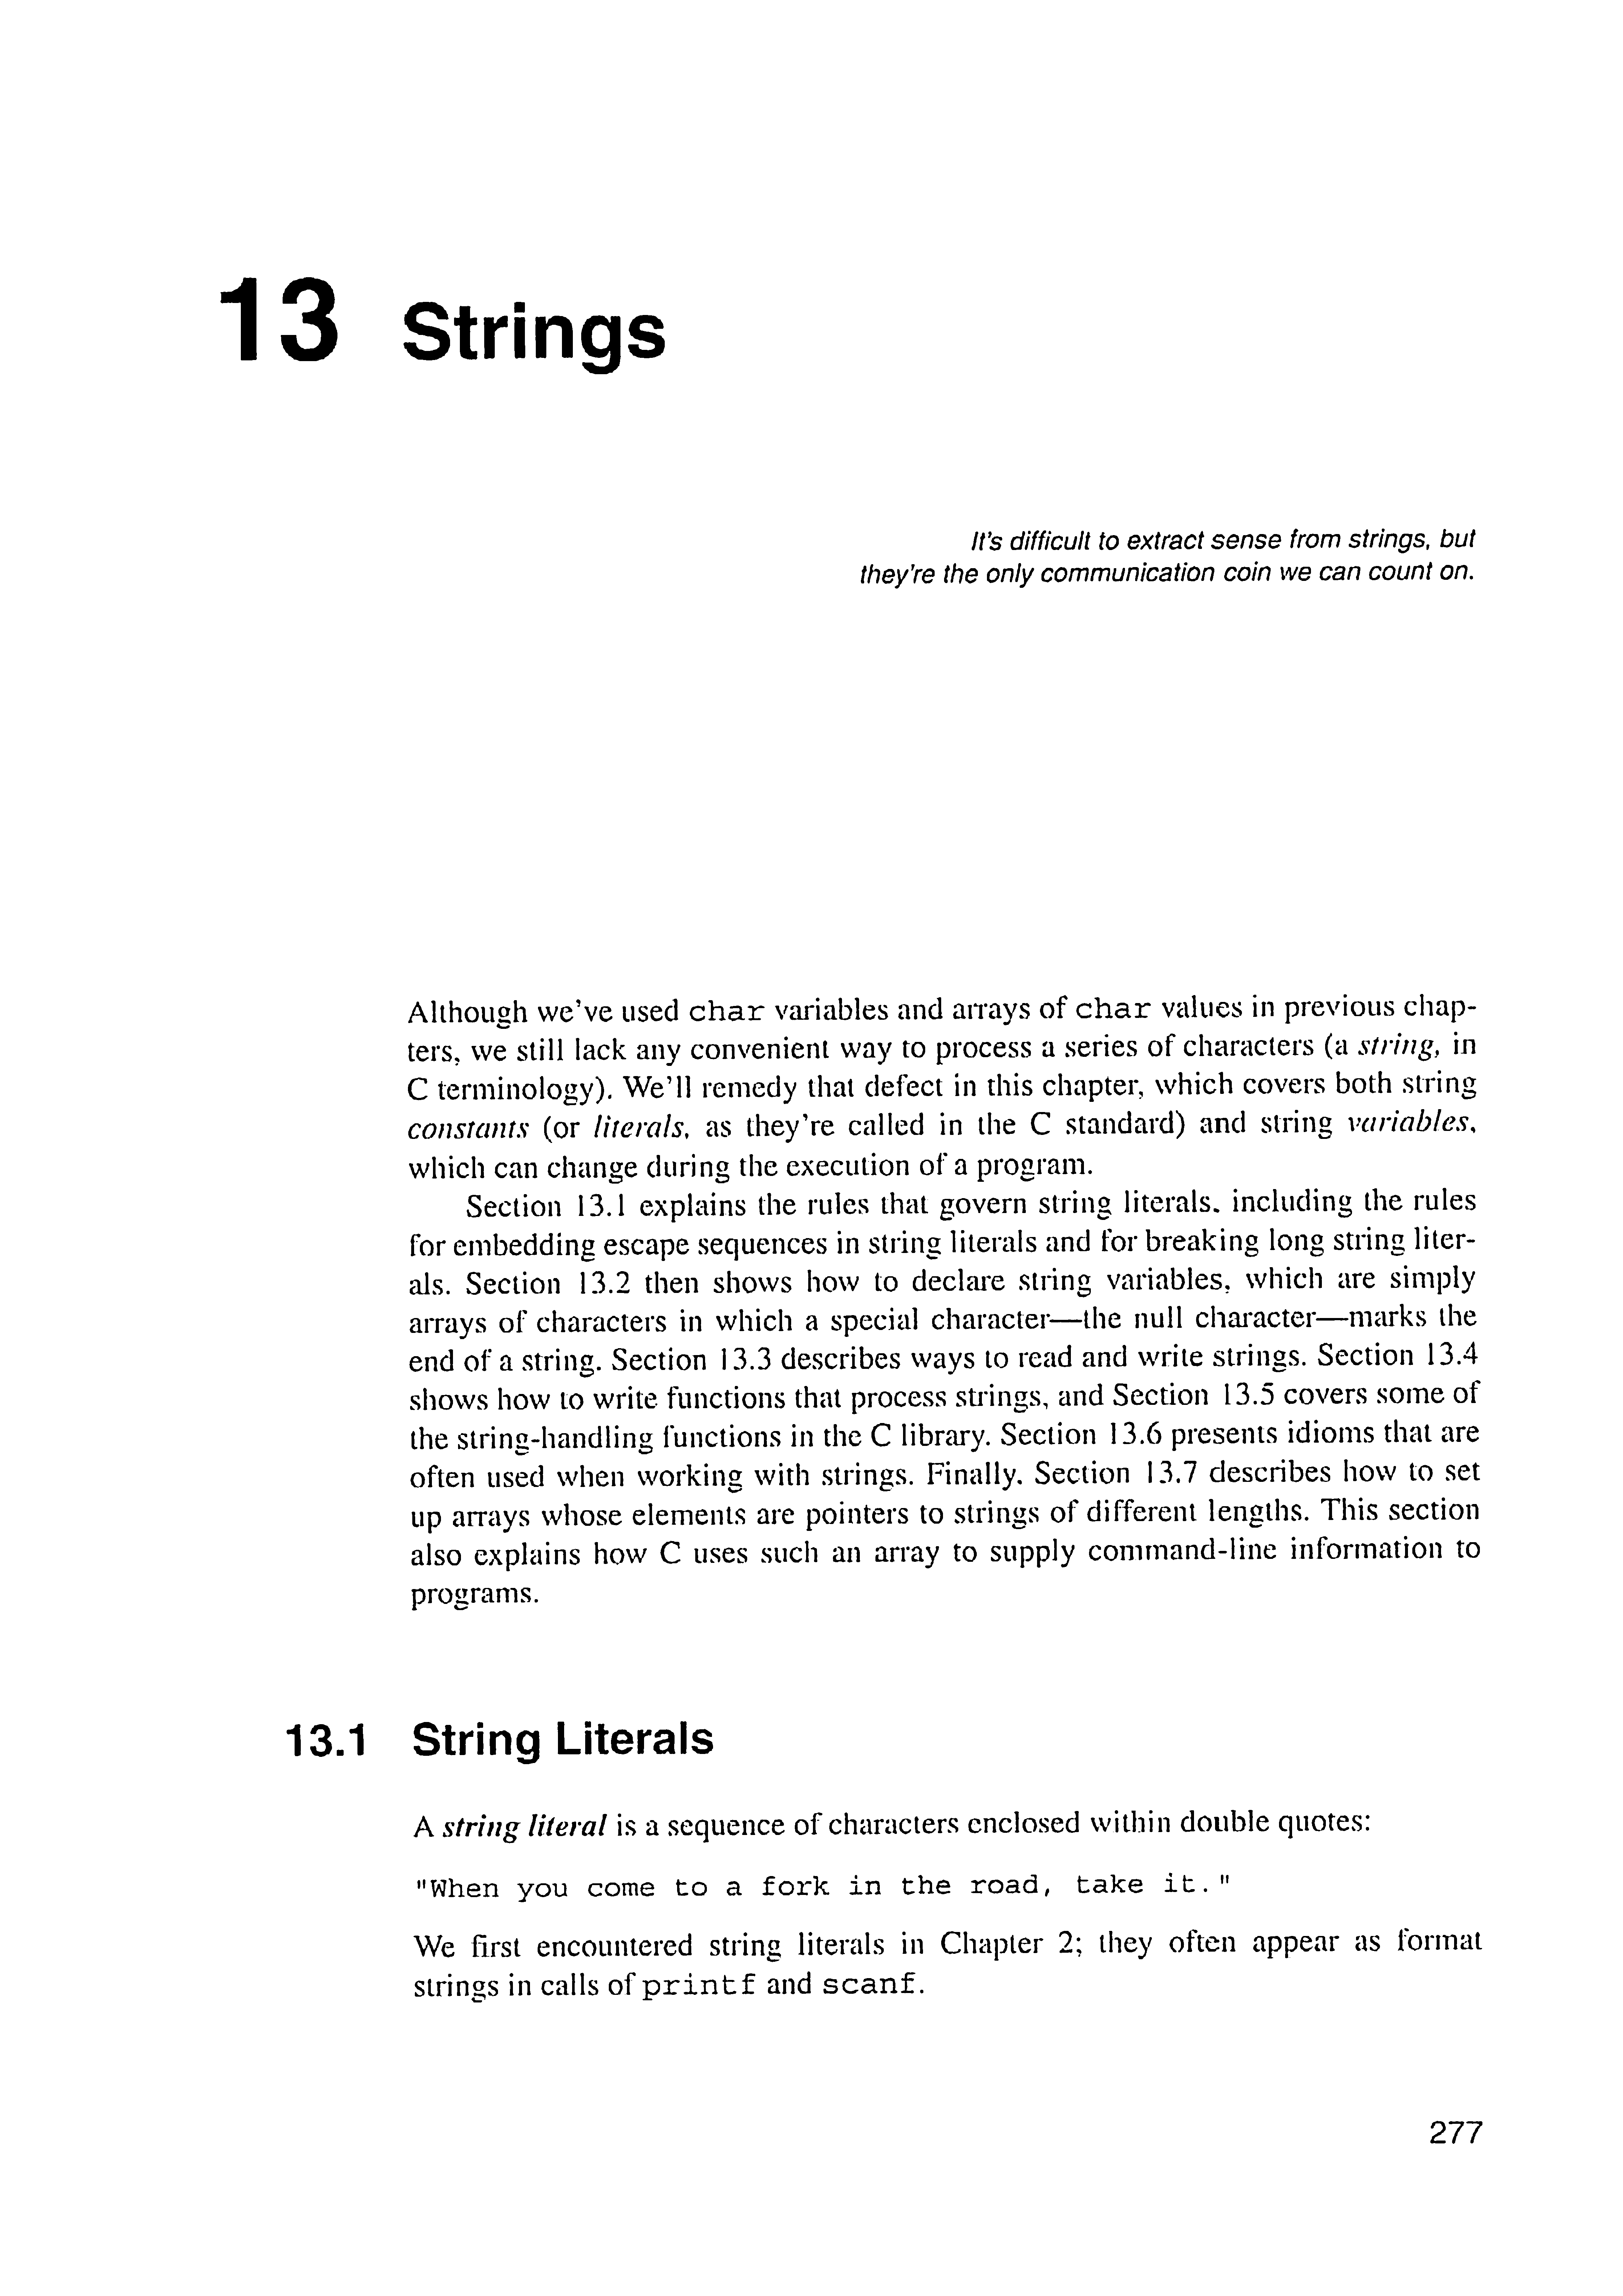 13 Strings
It's difficult to extract sense from strings, but
they're the only communication coin we can count on.
Although we've used char variables and arrays of char values in previous chap-
ters, we still lack any convenient way to process a series of characters (a string, in
C terminology). We'll remedy that defect in this chapter, which covers both string
constants (or literals, as they're called in the C standard) and string variables,
which can change during the execution of a program.
Section 13.1 explains the rules that govern string literals, including the rules
for embedding escape sequences in string literals and for breaking long string liter-
als. Section 13.2 then shows how to declare string variables, which are simply
arrays of characters in which a special character—the null character—marks the
end of a string. Section 13.3 describes ways to read and write strings. Section 13.4
shows how to write functions that process strings, and Section 13.5 covers some of
the string-handling functions in the C library. Section 13.6 presents idioms that are
often used when working with strings. Finally, Section 13.7 describes how to set
up arrays whose elements are pointers to strings of different lengths. This section
also explains how C uses such an array to supply command-line information to
programs.
13.1 String Literals
A string literal is a sequence of characters enclosed within double quotes:
"When you come to a fork in the road, take it."
We first encountered string literals in Chapter 2; they often appear as format
strings in calls of printf and scanf.
277